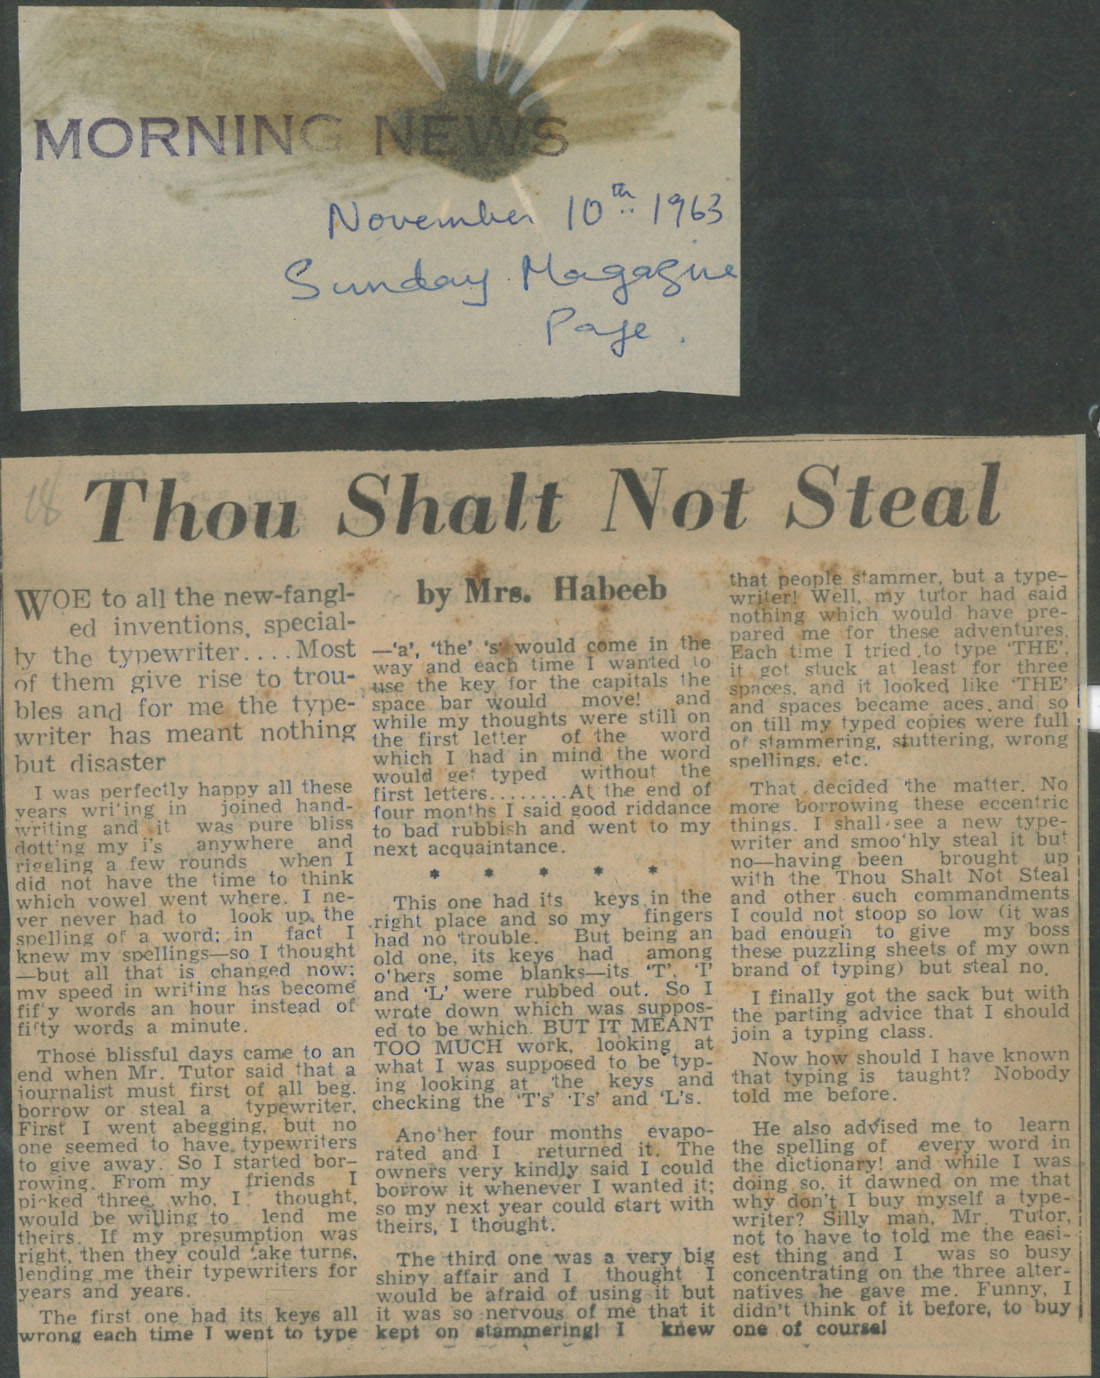 MORNING NEWS
November 10th 1963
Sunday Magazine
Page.
18
Thou Shalt Not Steal
WOE to all the new-fangl-
ed inventions, special-
ly the typewriter....Most
of them give rise to trou-
bles and for me the type-
writer has meant nothing
but disaster
I was perfectly happy all these
years writing in joined hand-
writing and it was pure bliss
dotting my i's anywhere and
riggling a few rounds when I
did not have the time to think
which vowel went where. I ne-
ver never had to look up the
spelling of a word; in fact I
knew my spellings—so I thought
—but all that is changed now;
my speed in writing has become
fifty words an hour instead of
fifty words a minute.
Those blissful days came to an
end when Mr. Tutor said that a
journalist must first of all beg.
borrow or steal a typewriter.
First I went abegging, but no
one seemed to have typewriters
to give away. So I started bor-
rowing. From my friends I
picked three, who, I thought,
would be willing to lend me
theirs. If my presumption was
right, then they could take turns,
lending me their typewriters for
years and years.
The first one had its keys all
wrong each time I went to type
by Mrs. Habeeb
—'a', 'the' 's' would come in the
way and each time I wanted to
use the key for the capitals the
space bar would move! and
while my thoughts were still on
the first letter of the word
which I had in mind the word
would get typed without the
first letters........At the end of
four months I said good riddance
to bad rubbish and went to my
next acquaintance.
* * * * *
This one had its keys in the
right place and so my fingers
had no trouble. But being an
old one, its keys had among
others some blanks—its 'T'. 'I'
and 'L' were rubbed out. So I
wrote down which was suppos-
ed to be which. BUT IT MEANT
TOO MUCH work, looking at
what I was supposed to be typ-
ing looking at the keys and
checking the 'T's' 'I's' and 'L's.
Another four months evapo-
rated and I returned it. The
owners very kindly said I could
borrow it whenever I wanted it;
so my next year could start with
theirs, I thought.
The third one was a very big
shiny affair and I thought I
would be afraid of using it but
it was so nervous of me that it
kept on stammering! I knew
that people stammer, but a type-
writer! Well, my tutor had said
nothing which would have pre-
pared me for these adventures.
Each time I tried to type 'THE',
it got stuck at least for three
spaces, and it looked like 'THE'
and spaces became aces, and so
on till my typed copies were full
of stammering, stuttering, wrong
spellings, etc.
That decided the matter. No
more borrowing these eccentric
things. I shall see a new type-
writer and smoothly steal it but
no—having been brought up
with the Thou Shalt Not Steal
and other such commandments
I could not stoop so low (it was
bad enough to give my boss
these puzzling sheets of my own
brand of typing) but steal no.
I finally got the sack but with
the parting advice that I should
join a typing class.
Now how should I have known
that typing is taught? Nobody
told me before.
He also advised me to learn
the spelling of every word in
the dictionary! and while I was
doing so, it dawned on me that
why don't I buy myself a type-
writer? Silly man, Mr. Tutor,
not to have to told me the easi-
est thing and I was so busy
concentrating on the three alter-
natives he gave me. Funny, I
didn't think of it before, to buy
one of course!